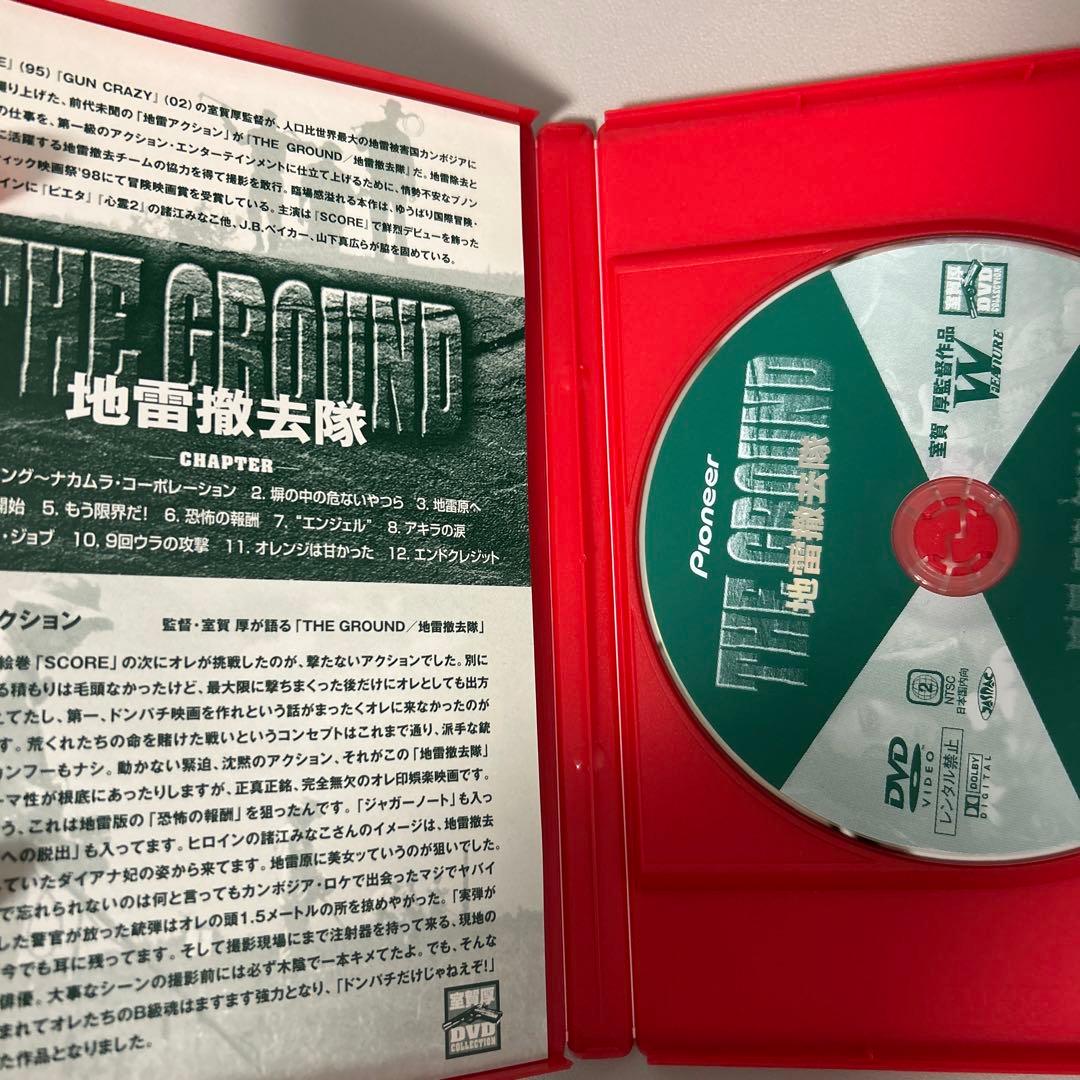 E』(95)『GUN CRAZY』(02)の室賀厚監督が、人口比世界最大の地雷被害国カンボジアに
掘り上げた、前代未聞の「地雷アクション」が『THE GROUND/地雷撤去隊』だ。地雷除去と
の仕事を、第一級のアクション・エンターテインメントに仕立て上げるために、情勢不安なプノン
に活躍する地雷撤去チームの協力を得て撮影を敢行。臨場感溢れる本作は、ゆうばり国際冒険・
ティック映画祭'98にて冒険映画賞を受賞している。主演は『SCORE』で鮮烈デビューを飾った
インに『ピエタ』『心霊2』の諸江みなこ他、J.B.ベイカー、山下真広らが脇を固めている。
THE GROUND
地雷撤去隊
CHAPTER
ング〜ナカムラ・コーポレーション 2. 塀の中の危ないやつら 3. 地雷原へ
開始 5. もう限界だ! 6. 恐怖の報酬 7. "エンジェル" 8. アキラの涙
・ジョブ 10. 9回ウラの攻撃 11. オレンジは甘かった 12. エンドクレジット
クション 監督・室賀 厚が語る「THE GROUND/地雷撤去隊」
絵巻「SCORE」の次にオレが挑戦したのが、撃たないアクションでした。別に
る積もりは毛頭なかったけど、最大限に撃ちまくった後だけにオレとしても出方
てたし、第一、ドンパチ映画を作れという話がまったくオレに来なかったのが
す。荒くれたちの命を賭けた戦いというコンセプトはこれまで通り、派手な銃
カンフーもナシ。動かない緊迫、沈黙のアクション、それがこの「地雷撤去隊」
ーマ性が根底にあったりしますが、正真正銘、完全無欠のオレ印娯楽映画です。
う、これは地雷版の「恐怖の報酬」を狙ったんです。「ジャガーノート」も入っ
への脱出」も入ってます。ヒロインの諸江みなこさんのイメージは、地雷撤去
していたダイアナ妃の姿から来てます。地雷原に美女ッていうのが狙いでした。
で忘れられないのは何と言ってもカンボジア・ロケで出会ったマジでヤバイ
した警官が放った銃弾はオレの頭1.5メートルの所を掠めやがった。「実弾が
今でも耳に残ってます。そして撮影現場にまで注射器を持って来る、現地の
俳優。大事なシーンの撮影前には必ず木陰で一本キメてたよ。でも、そんな
まれてオレたちのB級魂はますます強力となり、「ドンパチだけじゃねえぞ!」
た作品となりました。
室賀厚
DVD
COLLECTION
Pioneer
THE GROUND
地雷撤去隊
室賀 厚監督作品
W
FEATURE
室賀厚
DVD
COLLECTION
2
NTSC
日本国内向
DVD
VIDEO
レンタル禁止
DOLBY
DIGITAL